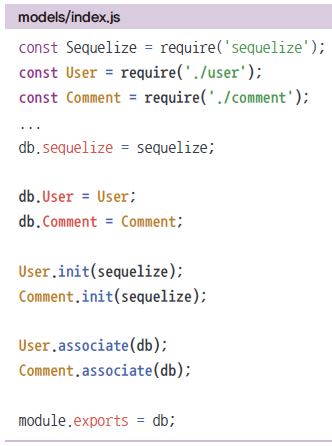 models/index.js
const Sequelize = require('sequelize');
const User = require('./user');
const Comment = require('./comment');
...
db.sequelize = sequelize;
db.User = User;
db.Comment = Comment;
User.init(sequelize);
Comment.init(sequelize);
User.associate(db);
Comment.associate(db);
module.exports = db;